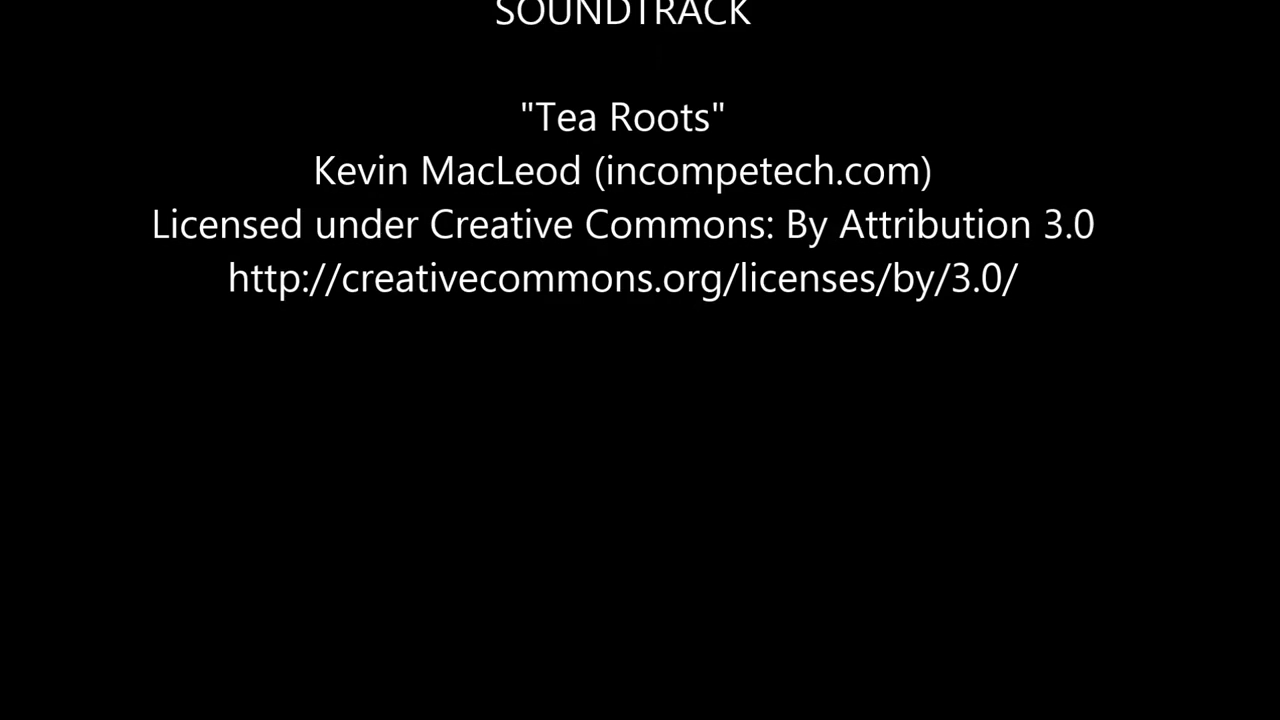 SOUNDTRACK
"Tea Roots"
Kevin MacLeod (incompetech.com)
Licensed under Creative Commons: By Attribution 3.0
http://creativecommons.org/licenses/by/3.0/